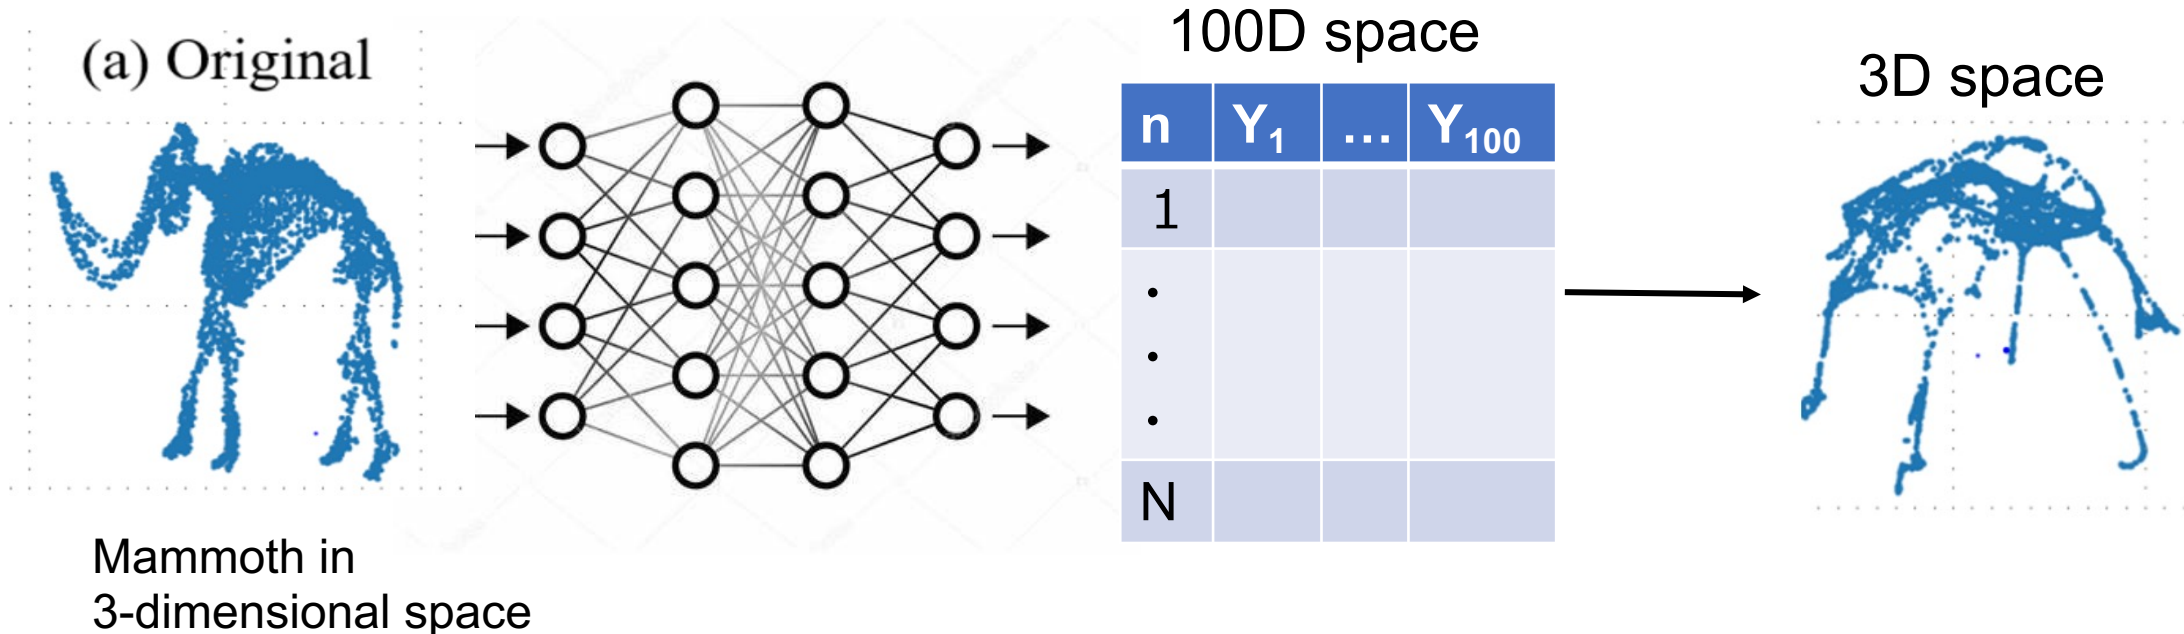 (a) Original
Mammoth in
3-dimensional space
100D space
n Y₁ ... Y₁₀₀
1
.
.
.
N
3D space